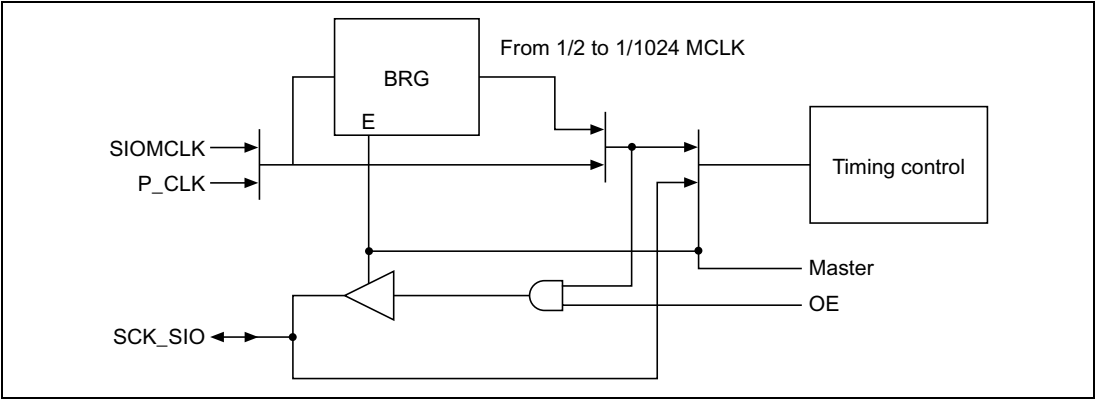 From 1/2 to 1/1024 MCLK
BRG
E
SIOMCLK
P_CLK
Timing control
Master
OE
SCK_SIO